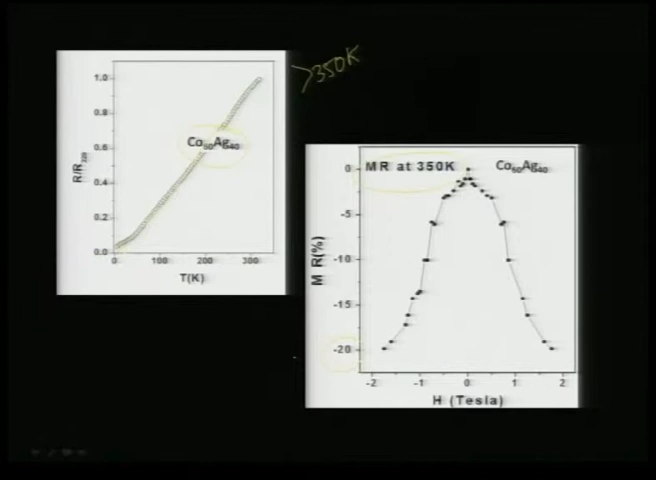 >350K
1.0
0.8
0.6
0.4
0.2
0.0
Co60Ag40
0 100 200 300
T(K)
MR at 350K
Co60Ag40
0
-5
-10
-15
-20
MR(%)
-2 -1 0 1 2
H (Tesla)